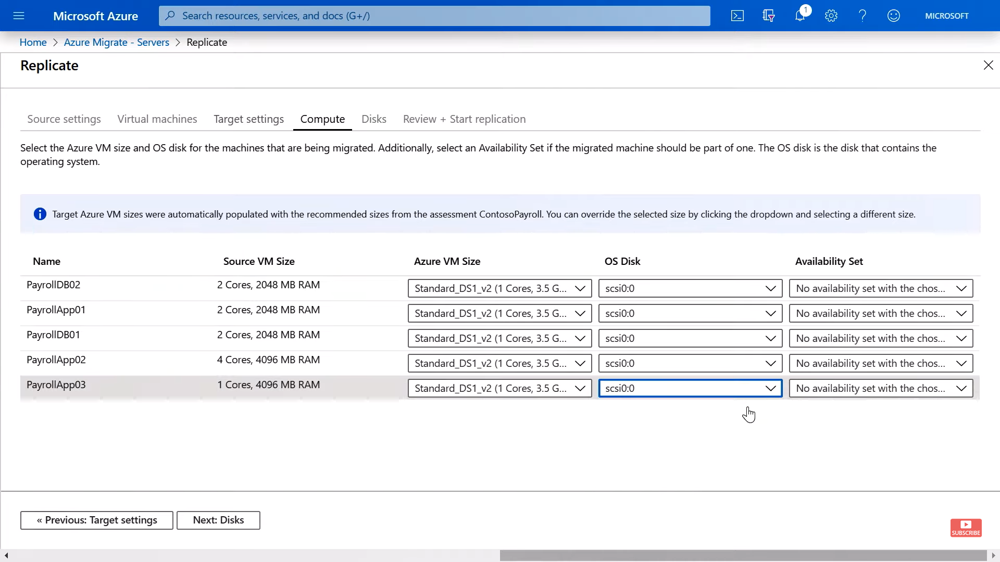 Microsoft Azure
Search resources, services, and docs (G+/)
1
MICROSOFT
Home > Azure Migrate - Servers > Replicate
Replicate
Source settings Virtual machines Target settings Compute Disks Review + Start replication
Select the Azure VM size and OS disk for the machines that are being migrated. Additionally, select an Availability Set if the migrated machine should be part of one. The OS disk is the disk that contains the
operating system.
Target Azure VM sizes were automatically populated with the recommended sizes from the assessment ContosoPayroll. You can override the selected size by clicking the dropdown and selecting a different size.
Name Source VM Size Azure VM Size OS Disk Availability Set
PayrollDB02 2 Cores, 2048 MB RAM Standard_DS1_v2 (1 Cores, 3.5 G... scsi0:0 No availability set with the chos...
PayrollApp01 2 Cores, 2048 MB RAM Standard_DS1_v2 (1 Cores, 3.5 G... scsi0:0 No availability set with the chos...
PayrollDB01 2 Cores, 2048 MB RAM Standard_DS1_v2 (1 Cores, 3.5 G... scsi0:0 No availability set with the chos...
PayrollApp02 4 Cores, 4096 MB RAM Standard_DS1_v2 (1 Cores, 3.5 G... scsi0:0 No availability set with the chos...
PayrollApp03 1 Cores, 4096 MB RAM Standard_DS1_v2 (1 Cores, 3.5 G... scsi0:0 No availability set with the chos...
« Previous: Target settings Next: Disks
SUBSCRIBE